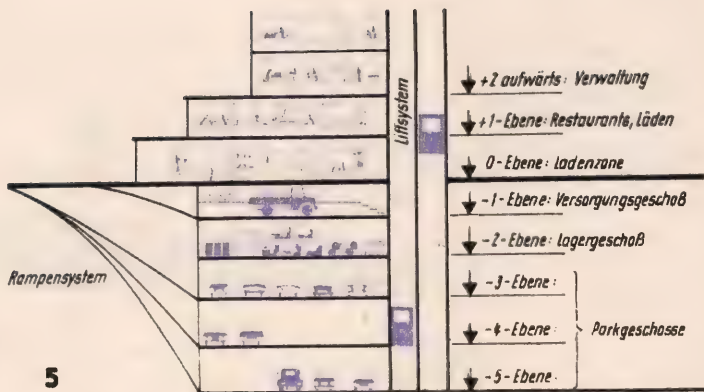 Liftsystem
+2 aufwärts: Verwaltung
+1-Ebene: Restaurants, Läden
0-Ebene: Ladenzone
-1-Ebene: Versorgungsgeschoß
-2-Ebene: Lagergeschoß
-3-Ebene:
-4-Ebene:
-5-Ebene:
Parkgeschosse
Rampensystem
5